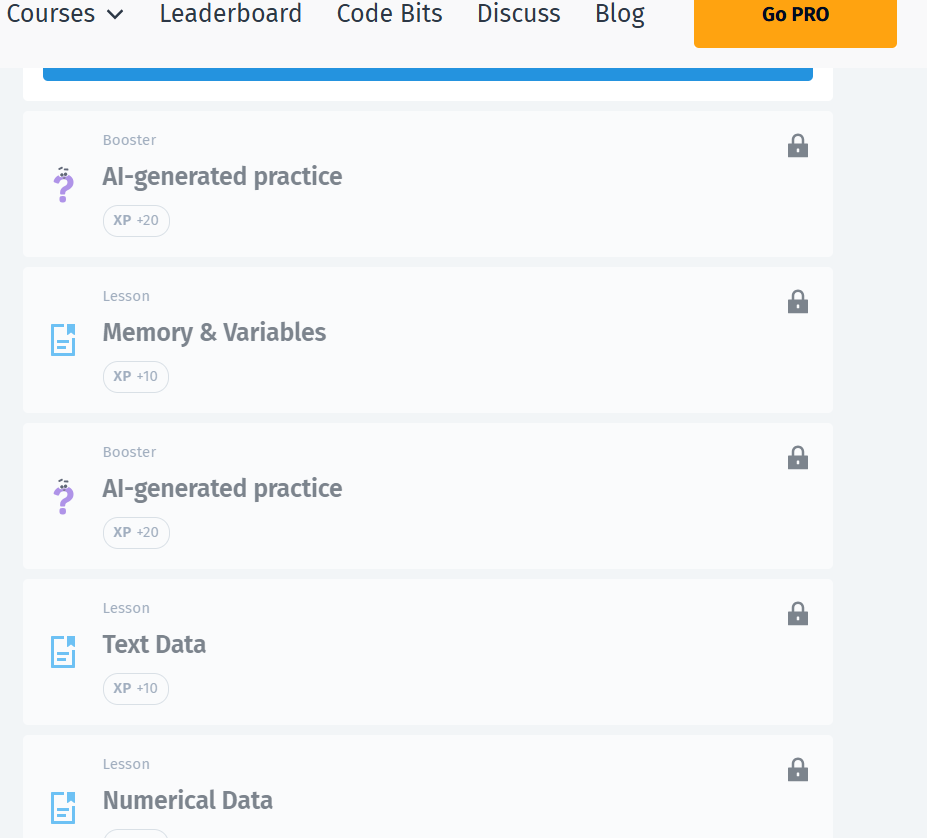 Courses Leaderboard Code Bits Discuss Blog Go PRO
Booster
AI-generated practice
XP +20
Lesson
Memory & Variables
XP +10
Booster
AI-generated practice
XP +20
Lesson
Text Data
XP +10
Lesson
Numerical Data